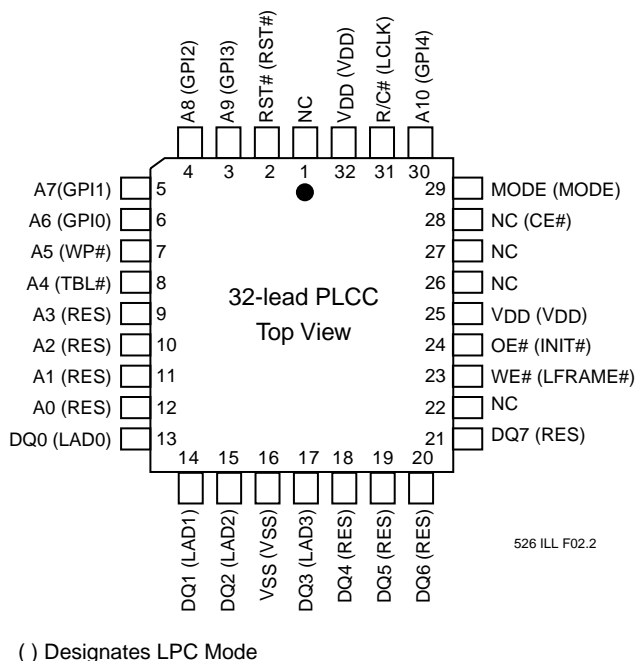 A8 (GPI2)
A9 (GPI3)
RST# (RST#)
NC
VDD (VDD)
R/C# (LCLK)
A10 (GPI4)
4
3
2
1
32
31
30
A7(GPI1)
5
A6 (GPI0)
6
A5 (WP#)
7
A4 (TBL#)
8
A3 (RES)
9
A2 (RES)
10
A1 (RES)
11
A0 (RES)
12
DQ0 (LAD0)
13
32-lead PLCC
Top View
29
MODE (MODE)
28
NC (CE#)
27
NC
26
NC
25
VDD (VDD)
24
OE# (INIT#)
23
WE# (LFRAME#)
22
NC
21
DQ7 (RES)
14
15
16
17
18
19
20
DQ1 (LAD1)
DQ2 (LAD2)
VSS (VSS)
DQ3 (LAD3)
DQ4 (RES)
DQ5 (RES)
DQ6 (RES)
526 ILL F02.2
( ) Designates LPC Mode